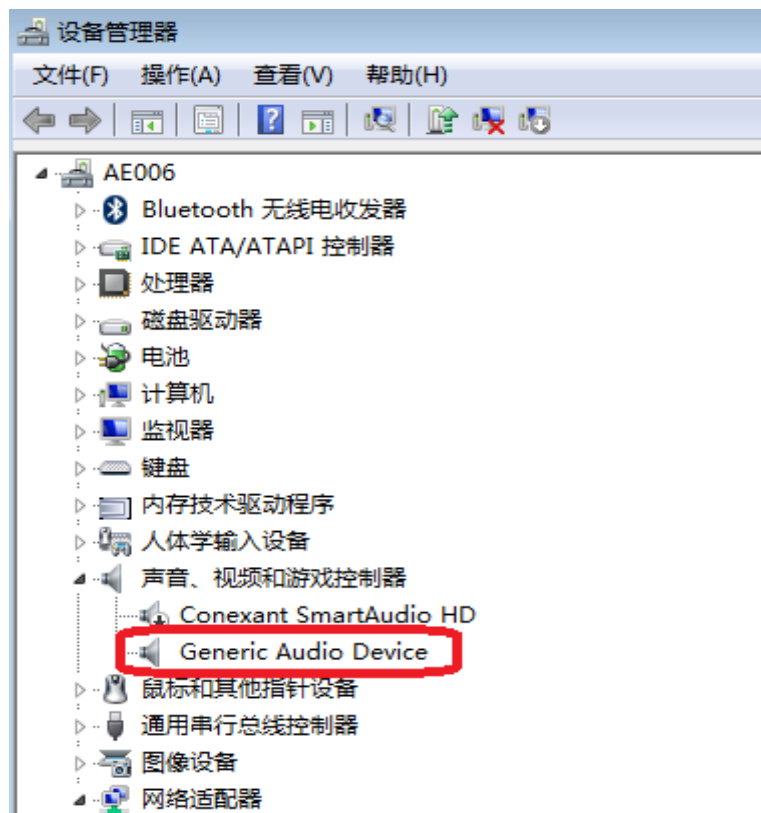 设备管理器
文件(F) 操作(A) 查看(V) 帮助(H)
AE006
Bluetooth 无线电收发器
IDE ATA/ATAPI 控制器
处理器
磁盘驱动器
电池
计算机
监视器
键盘
内存技术驱动程序
人体学输入设备
声音、视频和游戏控制器
Conexant SmartAudio HD
Generic Audio Device
鼠标和其他指针设备
通用串行总线控制器
图像设备
网络适配器